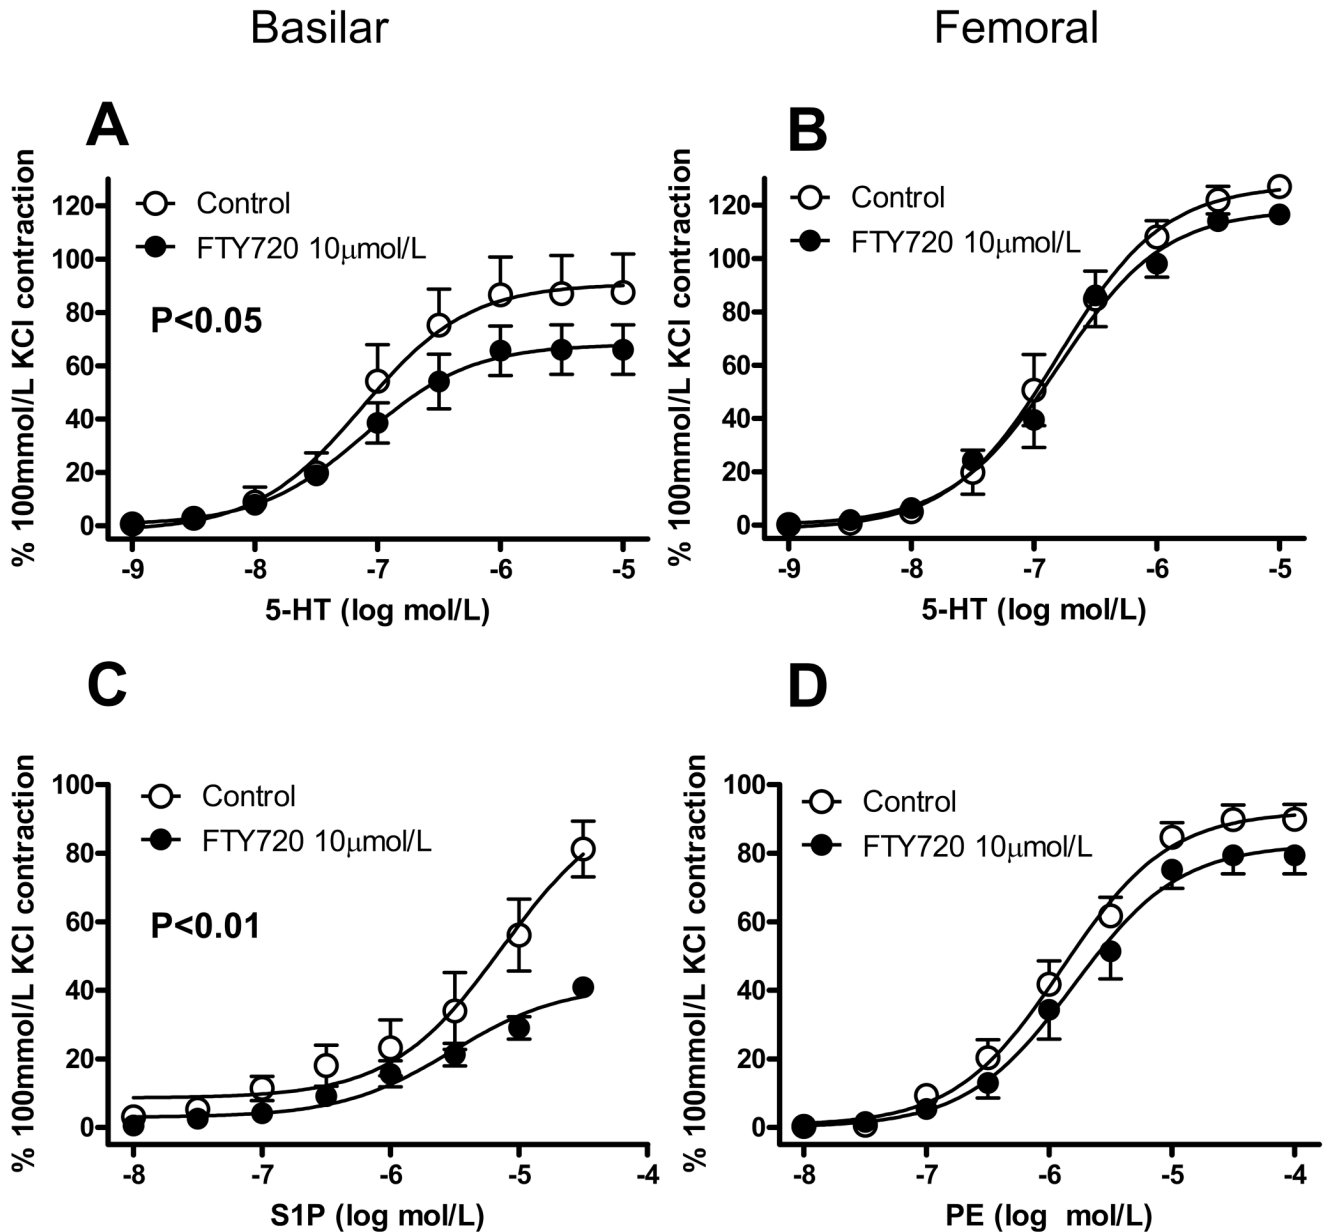 Basilar
Femoral
A
% 100mmol/L KCl contraction
120
100
80
60
40
20
0
Control
FTY720 10μmol/L
P<0.05
-9
-8
-7
-6
-5
5-HT (log mol/L)
B
% 100mmol/L KCl contraction
120
100
80
60
40
20
0
Control
FTY720 10μmol/L
-9
-8
-7
-6
-5
5-HT (log mol/L)
C
% 100mmol/L KCl contraction
100
80
60
40
20
0
Control
FTY720 10μmol/L
P<0.01
-8
-7
-6
-5
-4
S1P (log mol/L)
D
% 100mmol/L KCl contraction
100
80
60
40
20
0
Control
FTY720 10μmol/L
-8
-7
-6
-5
-4
PE (log mol/L)